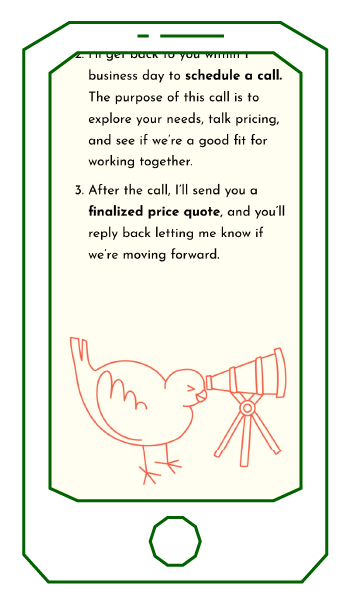 2. I'll get back to you within 1
business day to schedule a call.
The purpose of this call is to
explore your needs, talk pricing,
and see if we're a good fit for
working together.
3. After the call, I'll send you a
finalized price quote, and you'll
reply back letting me know if
we're moving forward.